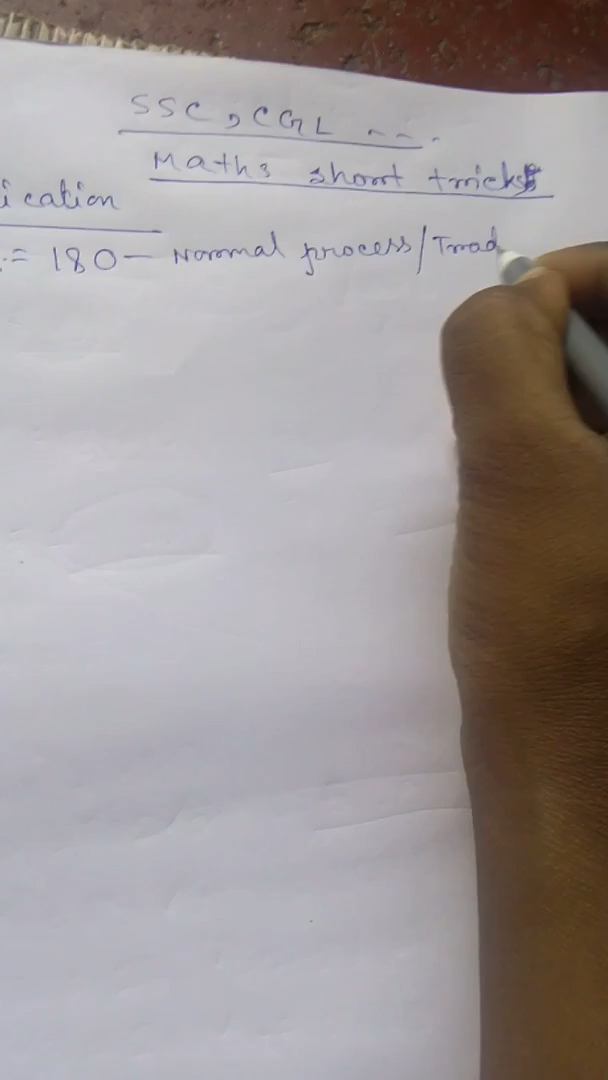 SSC, CGL ---.
Maths short tricks
ication
= 180 — Normal process/Trad